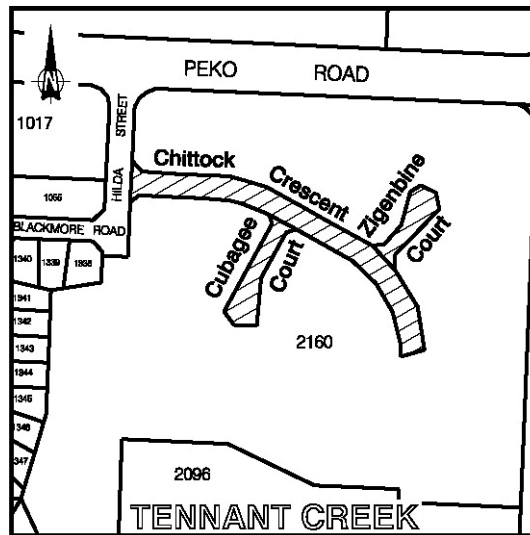 PEKO ROAD
N
1017
HILDA STREET
Chittock Crescent
Zigenbine Court
1066
BLACKMORE ROAD
1340 1339 1338
Cubagee Court
1341
1342
1343
1344
1345
1346
1347
2160
2096
TENNANT CREEK